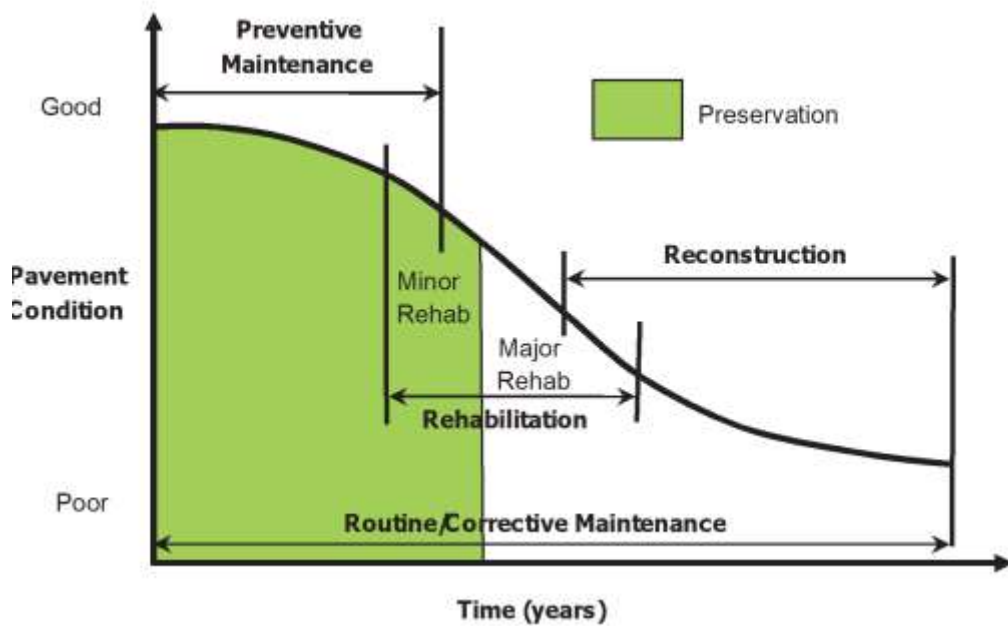 Preventive
Maintenance
Good
Preservation
Pavement
Condition
Minor
Rehab
Reconstruction
Major
Rehab
Rehabilitation
Poor
Routine/Corrective Maintenance
Time (years)